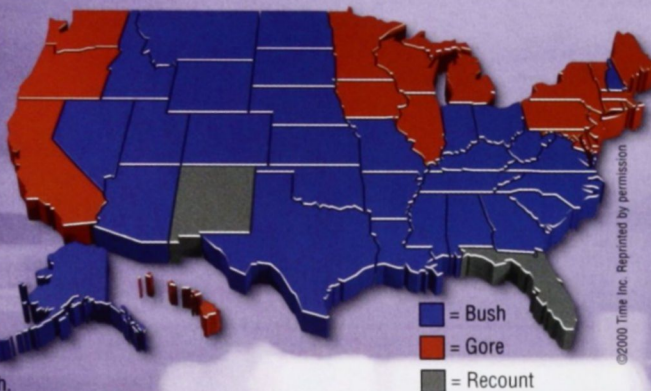 = Bush
= Gore
= Recount
©2000 Time Inc. Reprinted by permission
n.